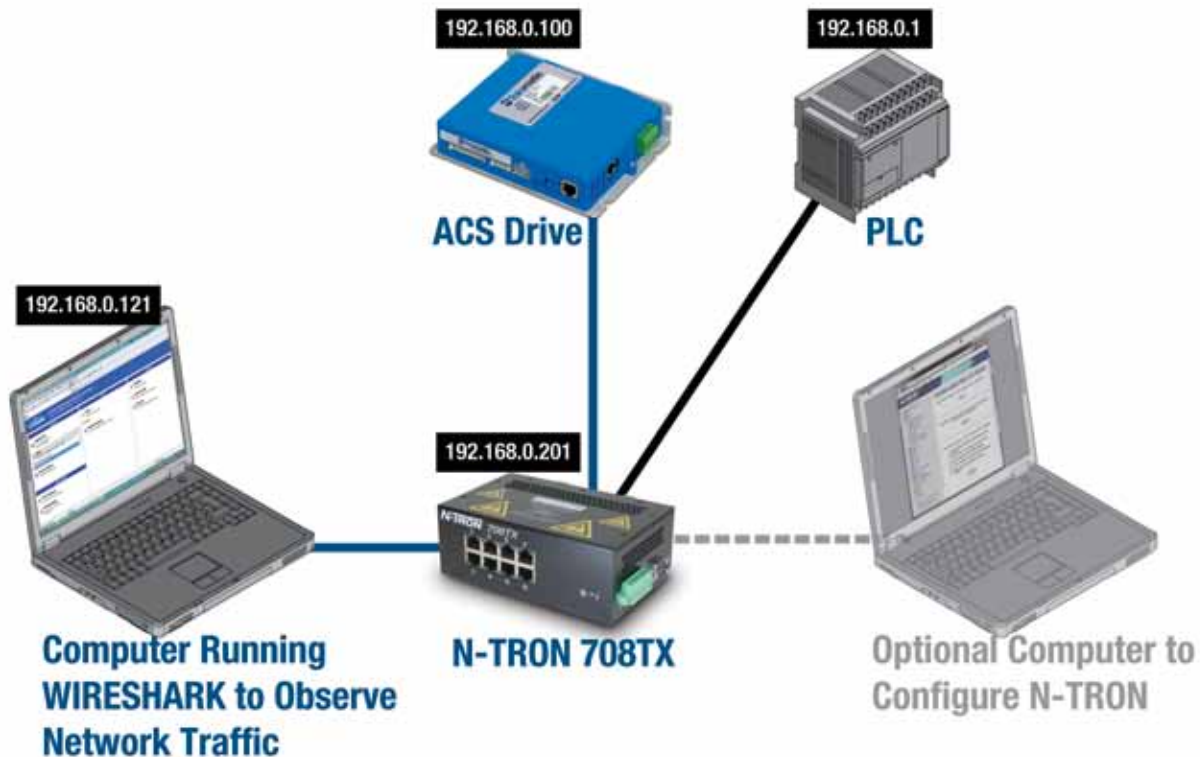 192.168.0.100
192.168.0.1
ACS Drive
PLC
192.168.0.121
192.168.0.201
N-TRON 708TX
Computer Running
WIRESHARK to Observe
Network Traffic
N-TRON 708TX
Optional Computer to
Configure N-TRON